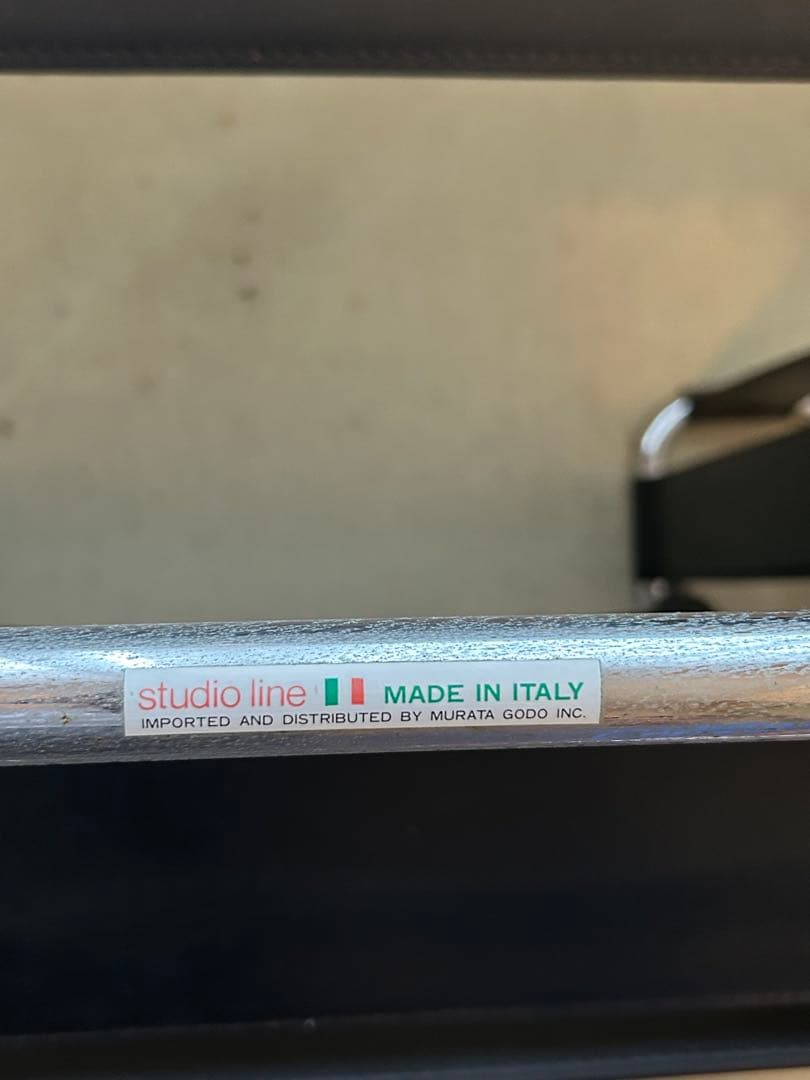 studio line MADE IN ITALY
IMPORTED AND DISTRIBUTED BY MURATA GODO INC.